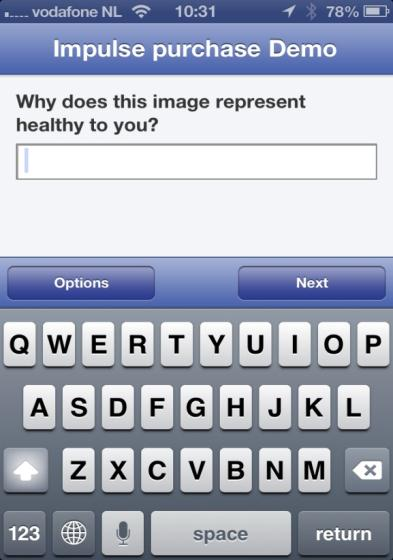 vodafone NL 10:31 78%
Impulse purchase Demo
Why does this image represent
healthy to you?
Options Next
Q W E R T Y U I O P
A S D F G H J K L
Z X C V B N M
123 space return